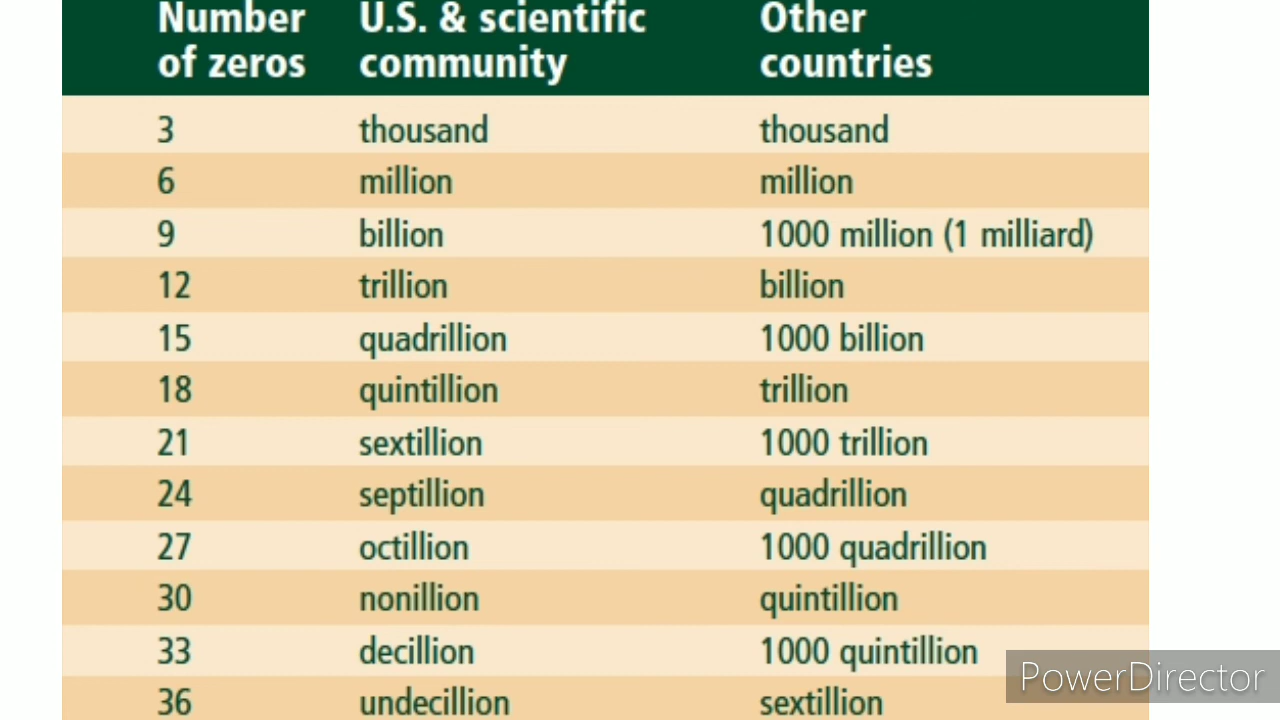 Number of zeros U.S. & scientific community Other countries
3 thousand thousand
6 million million
9 billion 1000 million (1 milliard)
12 trillion billion
15 quadrillion 1000 billion
18 quintillion trillion
21 sextillion 1000 trillion
24 septillion quadrillion
27 octillion 1000 quadrillion
30 nonillion quintillion
33 decillion 1000 quintillion
36 undecillion sextillion
PowerDirector